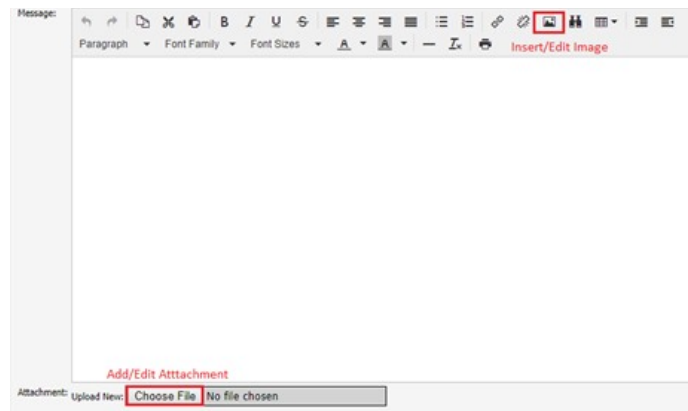 Message:
B I U S
Paragraph Font Family Font Sizes A A Ix Insert/Edit Image
Add/Edit Atttachment
Attachment: Upload New: Choose File No file chosen